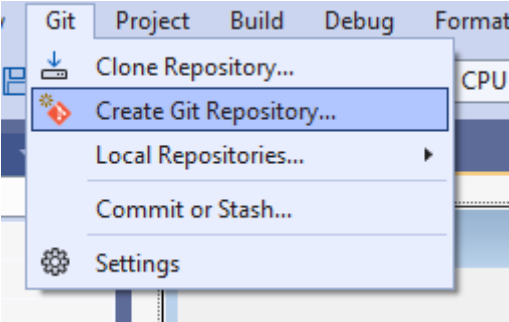 Git Project Build Debug Format
Clone Repository...
CPU
Create Git Repository...
Local Repositories...
Commit or Stash...
Settings